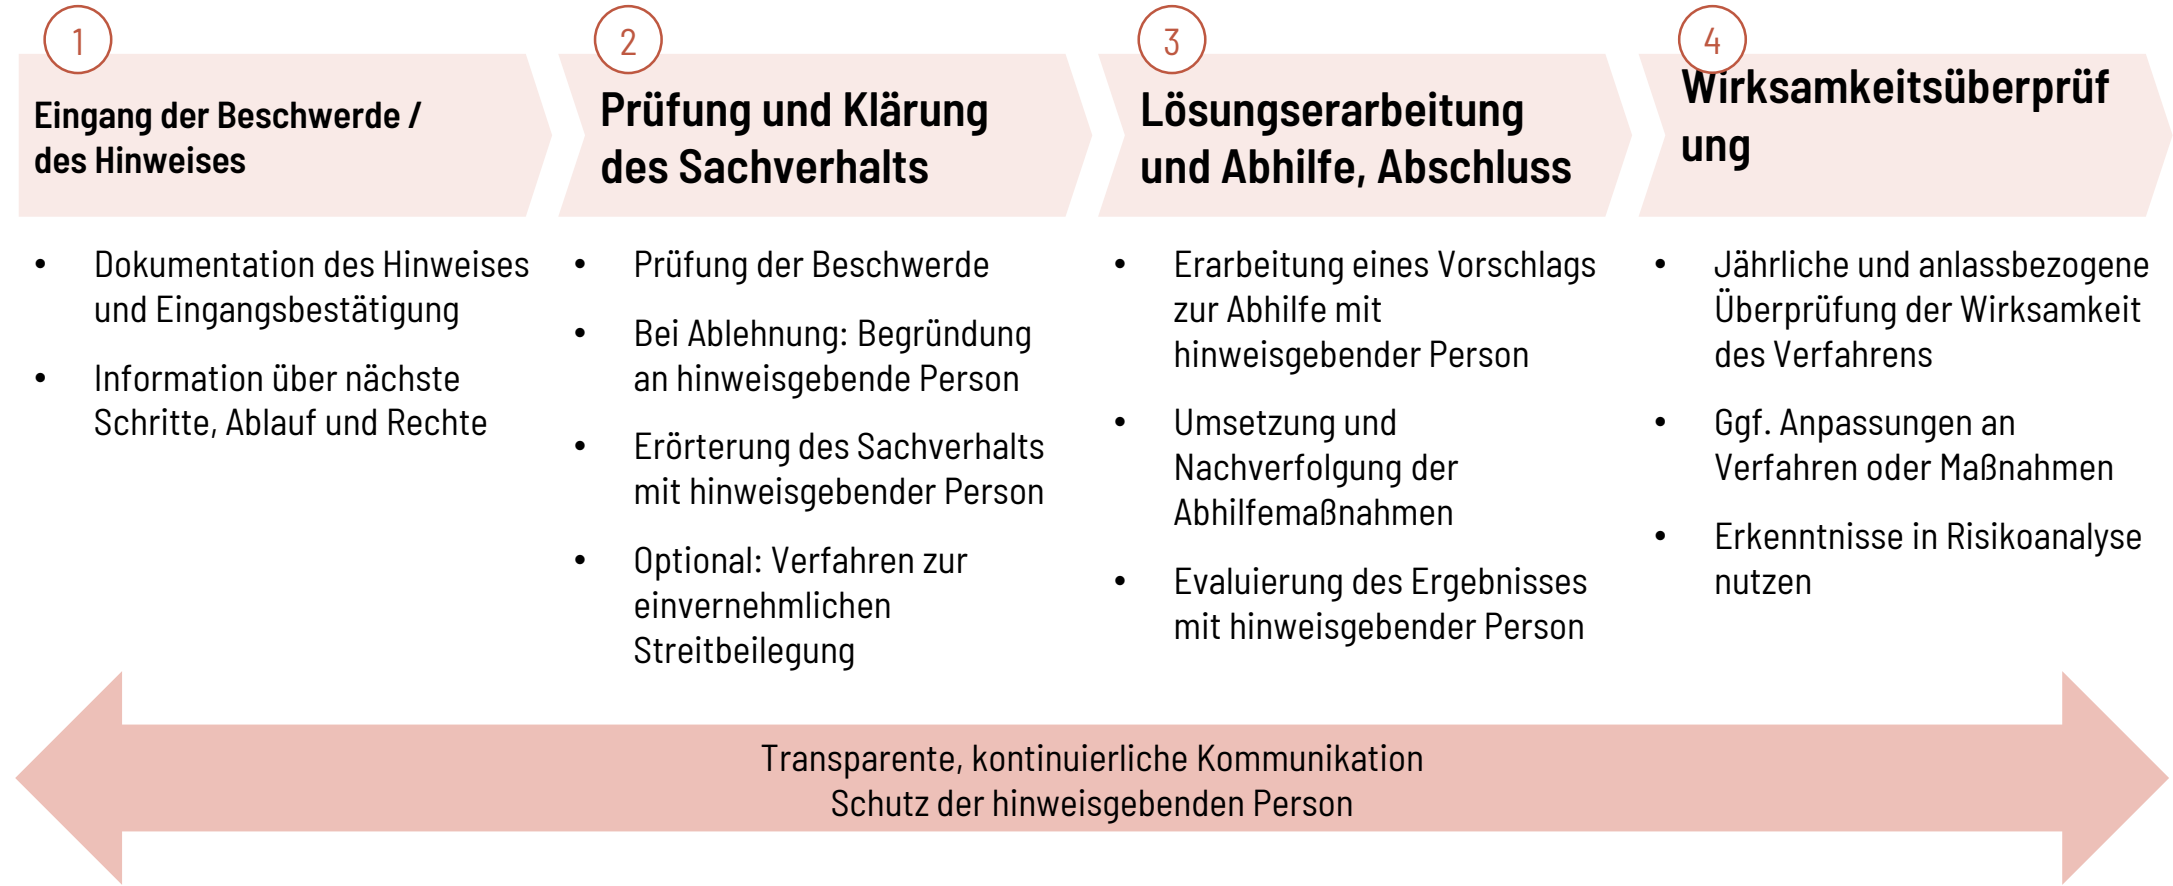 1
Eingang der Beschwerde /
des Hinweises
• Dokumentation des Hinweises
und Eingangsbestätigung
• Information über nächste
Schritte, Ablauf und Rechte
2
Prüfung und Klärung
des Sachverhalts
• Prüfung der Beschwerde
• Bei Ablehnung: Begründung
an hinweisgebende Person
• Erörterung des Sachverhalts
mit hinweisgebender Person
• Optional: Verfahren zur
einvernehmlichen
Streitbeilegung
3
Lösungserarbeitung
und Abhilfe, Abschluss
• Erarbeitung eines Vorschlags
zur Abhilfe mit
hinweisgebender Person
• Umsetzung und
Nachverfolgung der
Abhilfemaßnahmen
• Evaluierung des Ergebnisses
mit hinweisgebender Person
4
Wirksamkeitsüberprüf
ung
• Jährliche und anlassbezogene
Überprüfung der Wirksamkeit
des Verfahrens
• Ggf. Anpassungen an
Verfahren oder Maßnahmen
• Erkenntnisse in Risikoanalyse
nutzen
Transparente, kontinuierliche Kommunikation
Schutz der hinweisgebenden Person